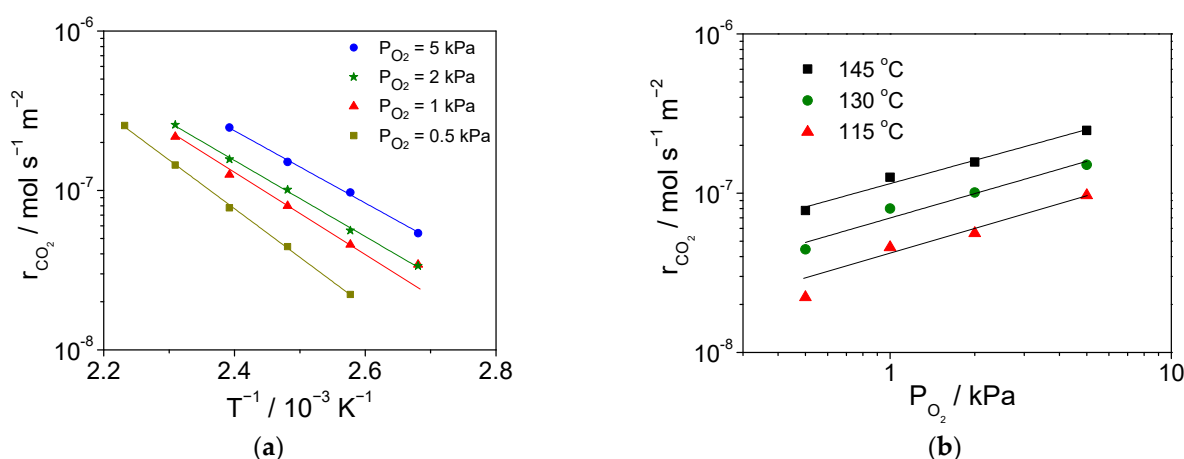 10⁻⁶
10⁻⁷
10⁻⁸
r_CO₂ / mol s⁻¹ m⁻²
P_O₂ = 5 kPa
P_O₂ = 2 kPa
P_O₂ = 1 kPa
P_O₂ = 0.5 kPa
2.2 2.4 2.6 2.8
T⁻¹ / 10⁻³ K⁻¹
(a)
10⁻⁶
10⁻⁷
10⁻⁸
r_CO₂ / mol s⁻¹ m⁻²
145 °C
130 °C
115 °C
1 10
P_O₂ / kPa
(b)